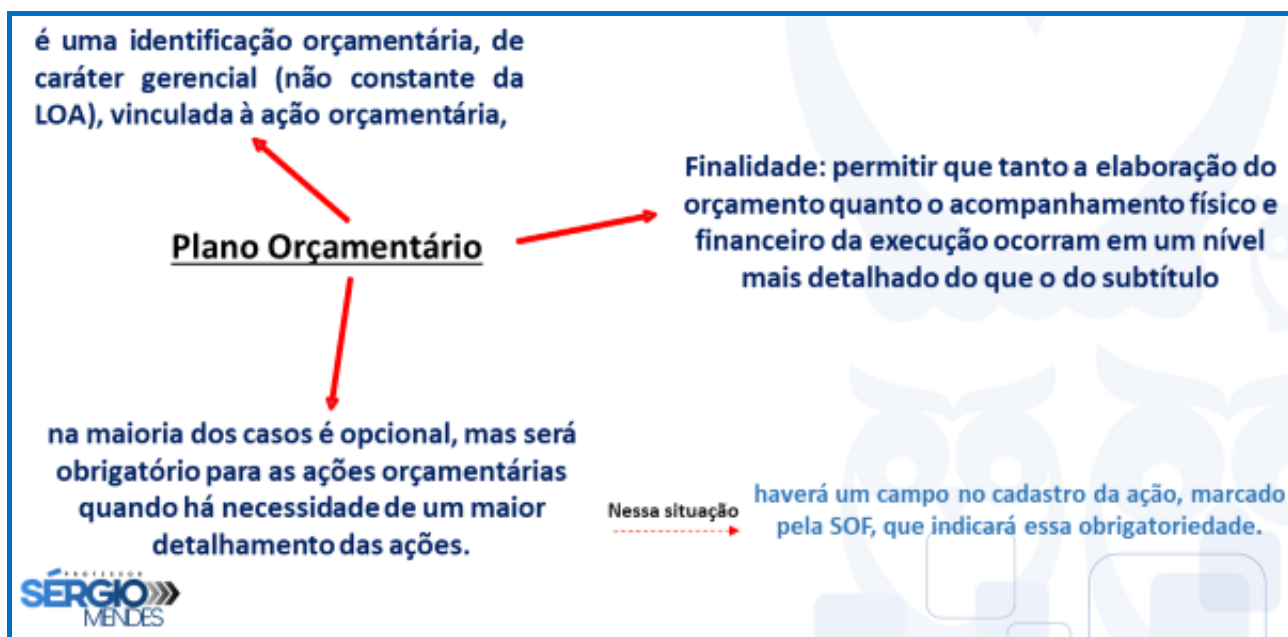 é uma identificação orçamentária, de
caráter gerencial (não constante da
LOA), vinculada à ação orçamentária,
Finalidade: permitir que tanto a elaboração do
orçamento quanto o acompanhamento físico e
financeiro da execução ocorram em um nível
mais detalhado do que o do subtítulo
Plano Orçamentário
na maioria dos casos é opcional, mas será
obrigatório para as ações orçamentárias
quando há necessidade de um maior
detalhamento das ações.
Nessa situação
haverá um campo no cadastro da ação, marcado
pela SOF, que indicará essa obrigatoriedade.
PROFESSOR
SÉRGIO
MENDES